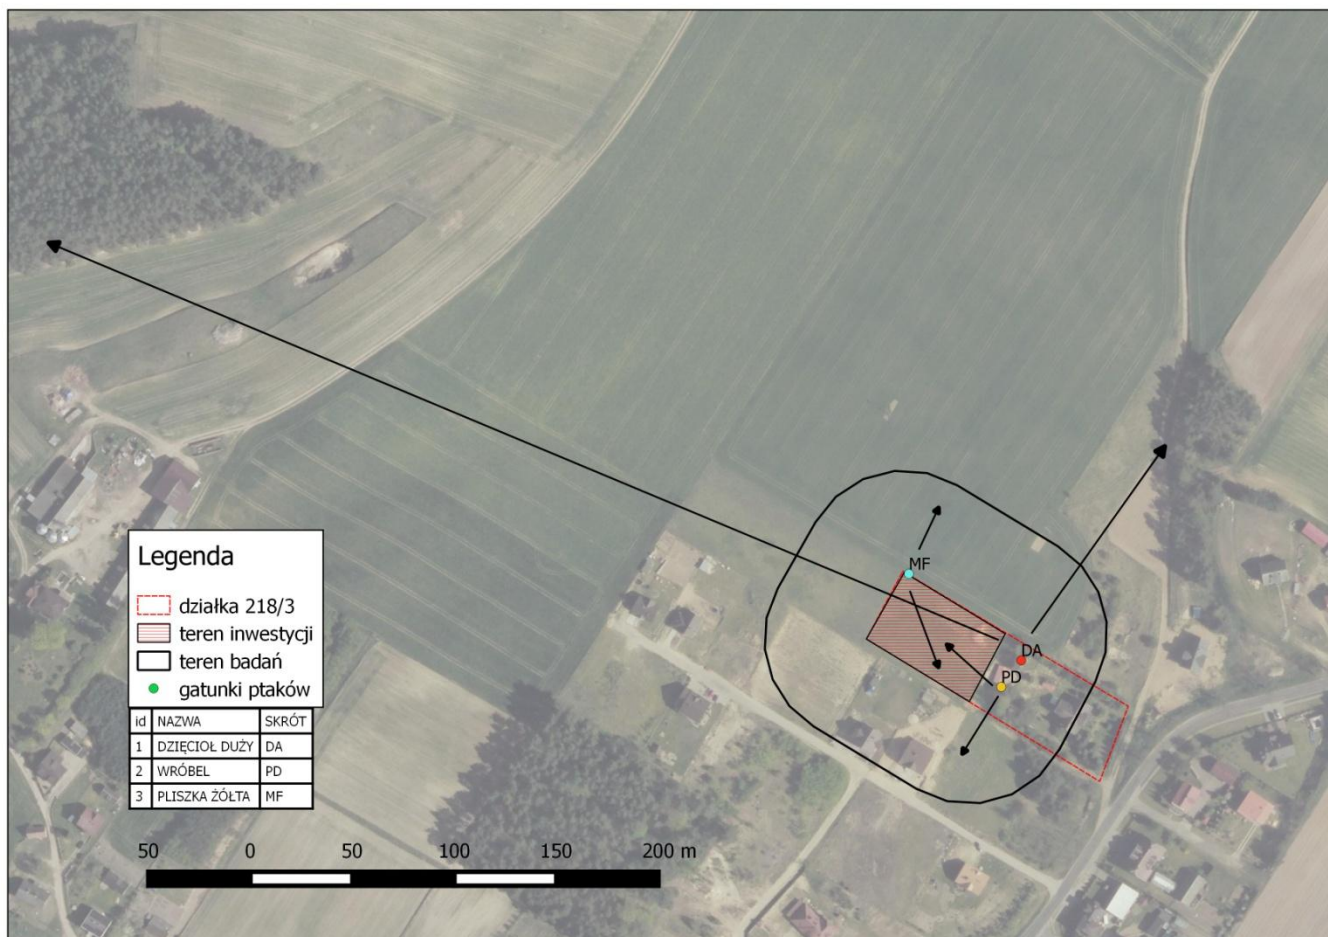 MF
DA
PD
Legenda
działka 218/3
teren inwestycji
teren badań
gatunki ptaków
id NAZWA SKRÓT
1 DZIĘCIOŁ DUŻY DA
2 WRÓBEL PD
3 PLISZKA ŻÓŁTA MF
50 0 50 100 150 200 m